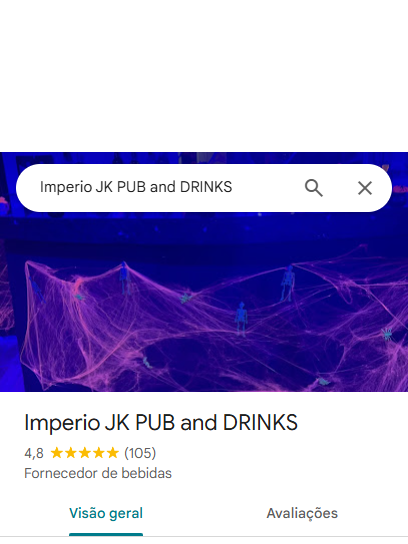 Imperio JK PUB and DRINKS
Imperio JK PUB and DRINKS
4,8 ★★★★★ (105)
Fornecedor de bebidas
Visão geral Avaliações